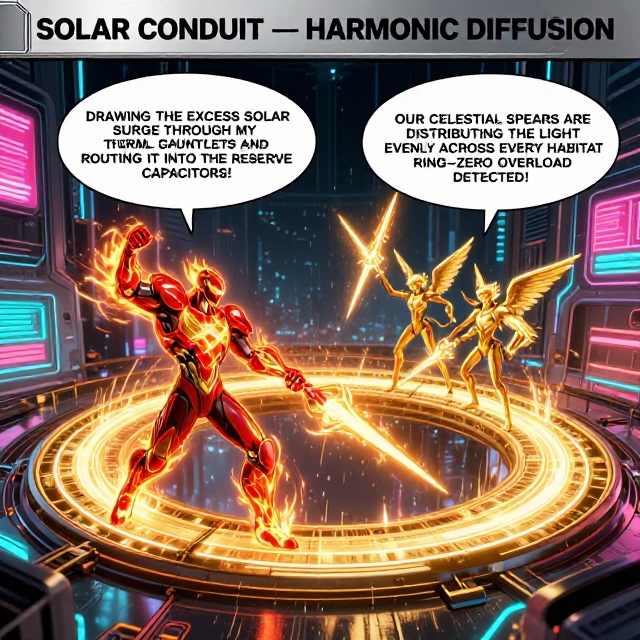 SOLAR CONDUIT — HARMONIC DIFFUSION
DRAWING THE EXCESS SOLAR
SURGE THROUGH MY
THERML GAUNTLETS AND
ROUTING IT INTO THE RESERVE
CAPACITORS!
OUR CELESTIAL SPEARS ARE
DISTRIBUTING THE LIGHT
EVENLY ACROSS EVERY HABITAT
RING—ZERO OVERLOAD
DETECTED!